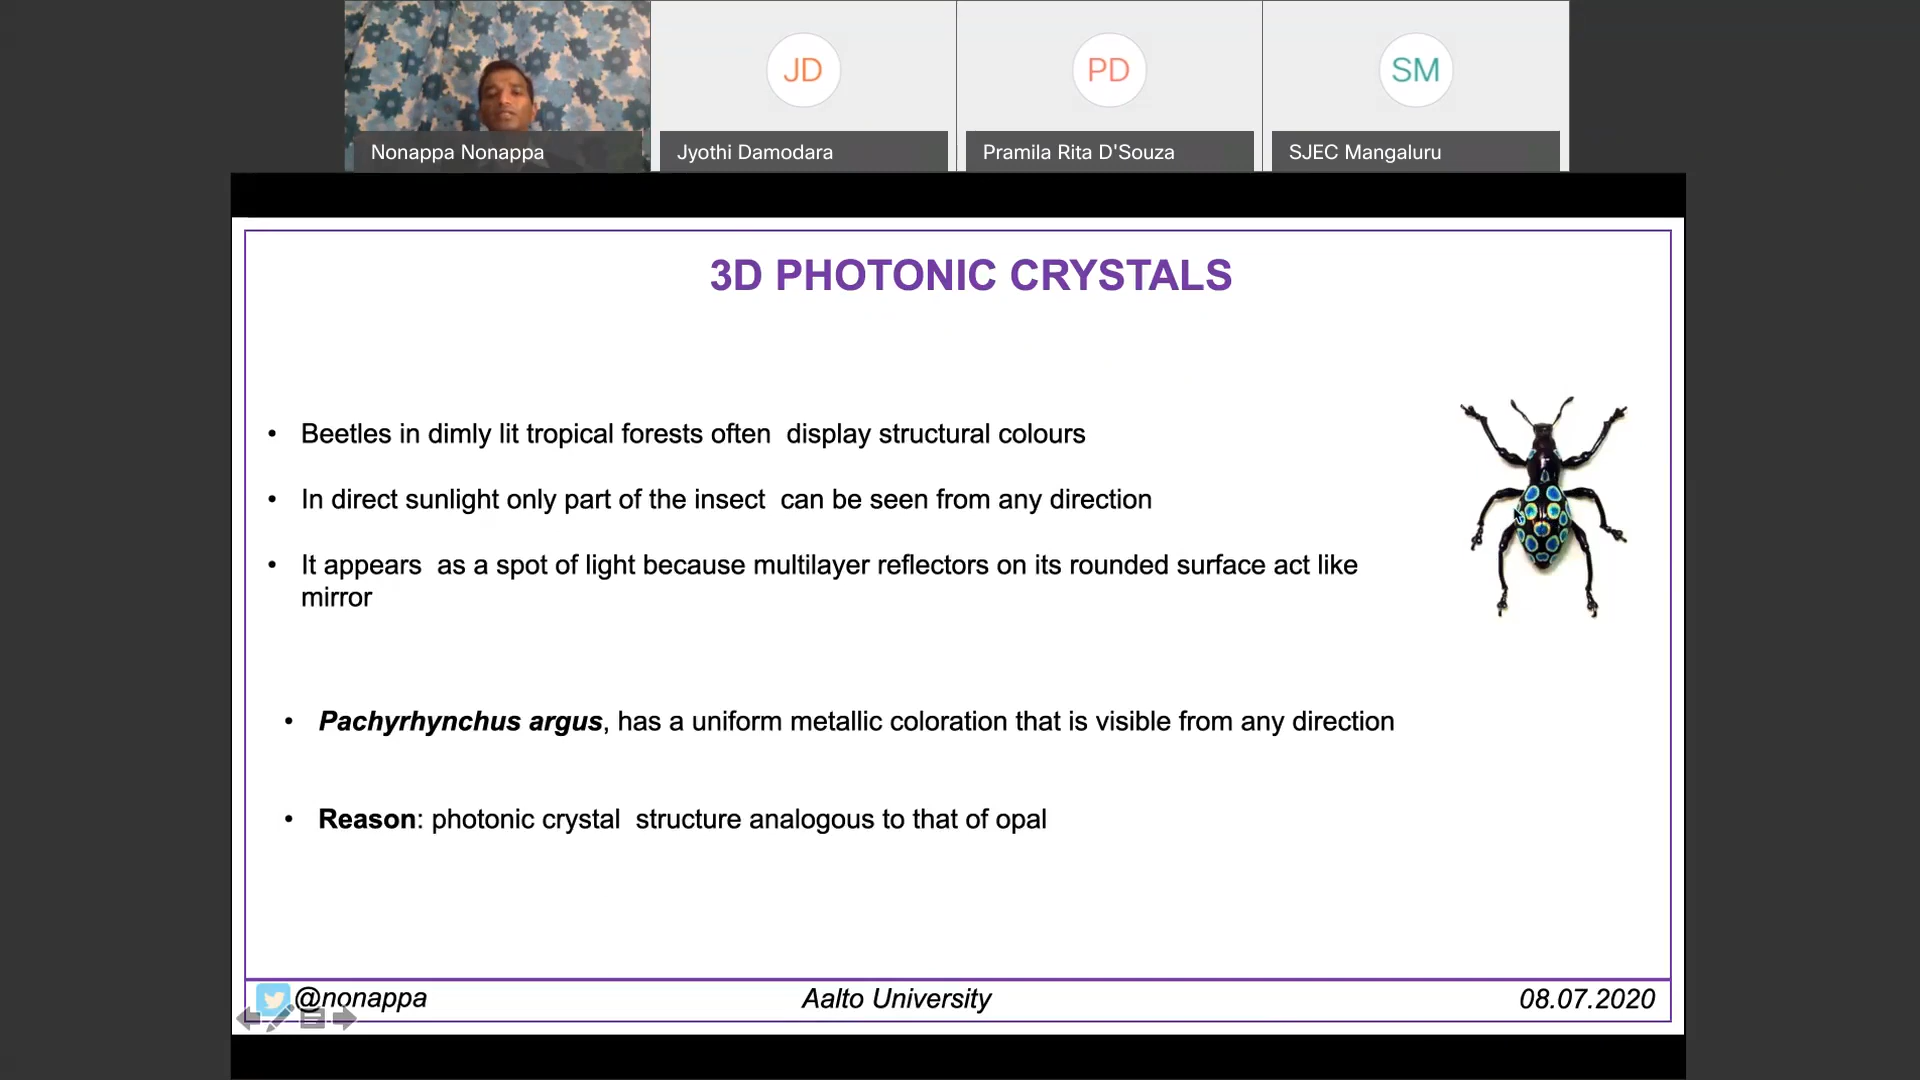 JD
PD
SM
Nonappa Nonappa
Jyothi Damodara
Pramila Rita D'Souza
SJEC Mangaluru
3D PHOTONIC CRYSTALS
• Beetles in dimly lit tropical forests often display structural colours
• In direct sunlight only part of the insect can be seen from any direction
• It appears as a spot of light because multilayer reflectors on its rounded surface act like
mirror
• Pachyrhynchus argus, has a uniform metallic coloration that is visible from any direction
• Reason: photonic crystal structure analogous to that of opal
@nonappa
Aalto University
08.07.2020